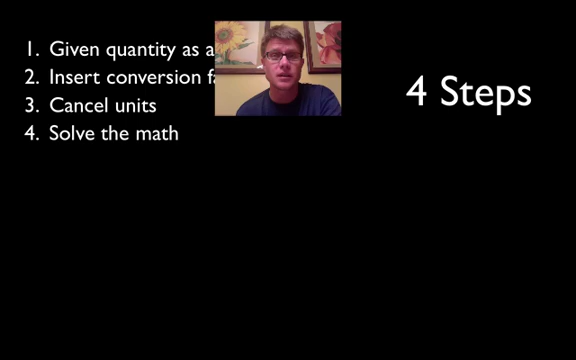 1. Given quantity as a
2. Insert conversion
3. Cancel units
4. Solve the math
4 Steps